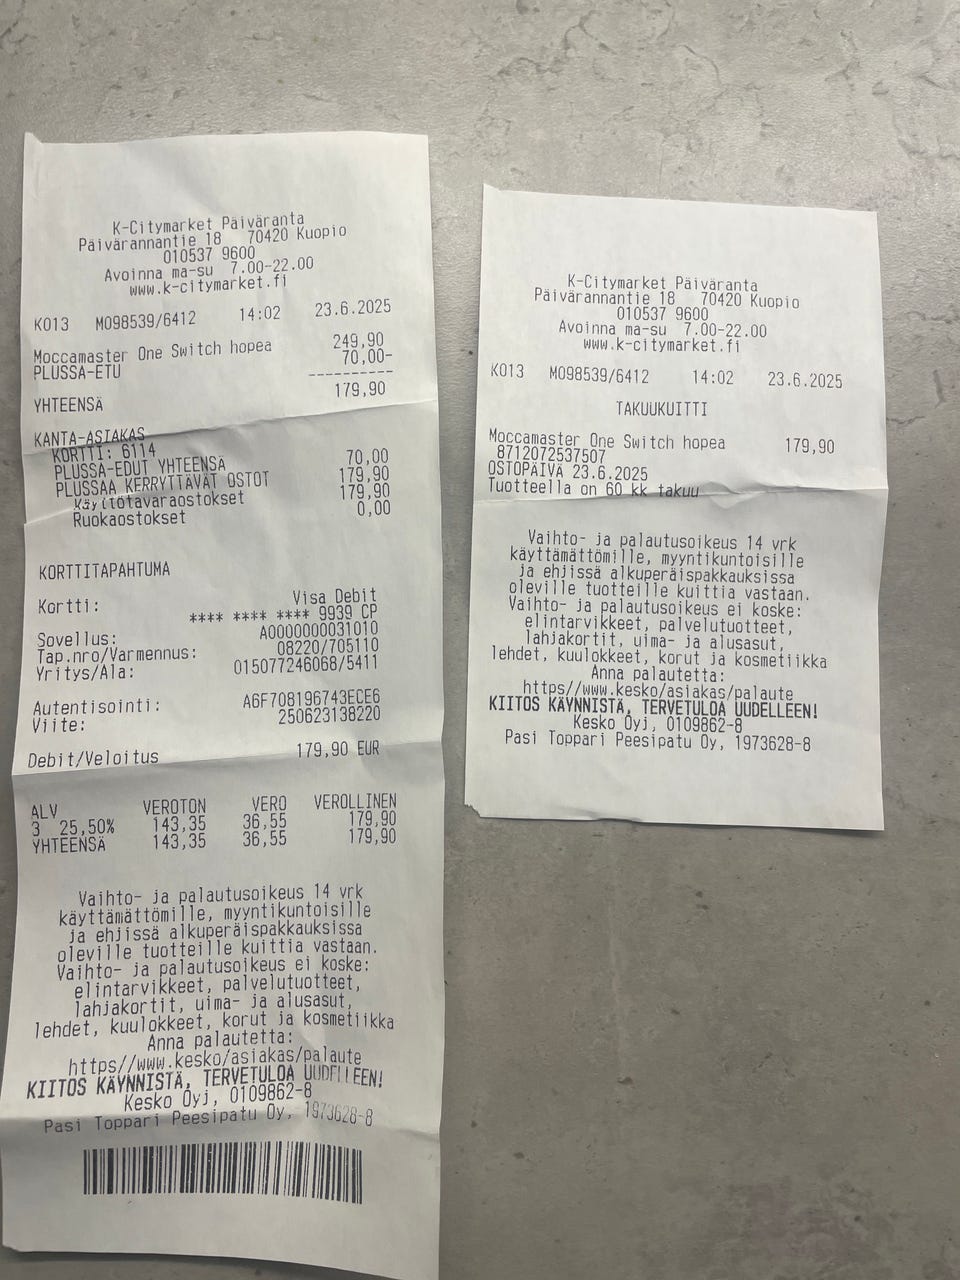 K-Citymarket Päiväranta
Päivärannantie 18 70420 Kuopio
010537 9600
Avoinna ma-su 7.00-22.00
www.k-citymarket.fi
K013 M098539/6412 14:02 23.6.2025
Moccamaster One Switch hopea 249,90
PLUSSA-ETU 70,00-
----------
YHTEENSÄ 179,90
KANTA-ASIAKAS
KORTTI: 6114
PLUSSA-EDUT YHTEENSÄ 70,00
PLUSSAA KERRYTTÄVÄT OSTOT 179,90
Käyttötavaraostokset 179,90
Ruokaostokset 0,00
KORTTITAPAHTUMA
Kortti: Visa Debit
**** **** **** 9939 CP
Sovellus: A0000000031010
Tap.nro/Varmennus: 08220/705110
Yritys/Ala: 015077246068/5411
Autentisointi: A6F708196743ECE6
Viite: 250623138220
Debit/Veloitus 179,90 EUR
ALV VEROTON VERO VEROLLINEN
3 25,50% 143,35 36,55 179,90
YHTEENSÄ 143,35 36,55 179,90
Vaihto- ja palautusoikeus 14 vrk
käyttämättömille, myyntikuntoisille
ja ehjissä alkuperäispakkauksissa
oleville tuotteille kuittia vastaan.
Vaihto- ja palautusoikeus ei koske:
elintarvikkeet, palvelutuotteet,
lahjakortit, uima- ja alusasut,
lehdet, kuulokkeet, korut ja kosmetiikka
Anna palautetta:
https//www.kesko/asiakas/palaute
KIITOS KÄYNNISTÄ, TERVETULOA UUDELLEEN!
Kesko Oyj, 0109862-8
Pasi Toppari Peesipatu Oy, 1973628-8
K-Citymarket Päiväranta
Päivärannantie 18 70420 Kuopio
010537 9600
Avoinna ma-su 7.00-22.00
www.k-citymarket.fi
K013 M098539/6412 14:02 23.6.2025
TAKUUKUITTI
Moccamaster One Switch hopea 179,90
8712072537507
OSTOPÄIVÄ 23.6.2025
Tuotteella on 60 kk takuu
Vaihto- ja palautusoikeus 14 vrk
käyttämättömille, myyntikuntoisille
ja ehjissä alkuperäispakkauksissa
oleville tuotteille kuittia vastaan.
Vaihto- ja palautusoikeus ei koske:
elintarvikkeet, palvelutuotteet,
lahjakortit, uima- ja alusasut,
lehdet, kuulokkeet, korut ja kosmetiikka
Anna palautetta:
https//www.kesko/asiakas/palaute
KIITOS KÄYNNISTÄ, TERVETULOA UUDELLEEN!
Kesko Oyj, 0109862-8
Pasi Toppari Peesipatu Oy, 1973628-8